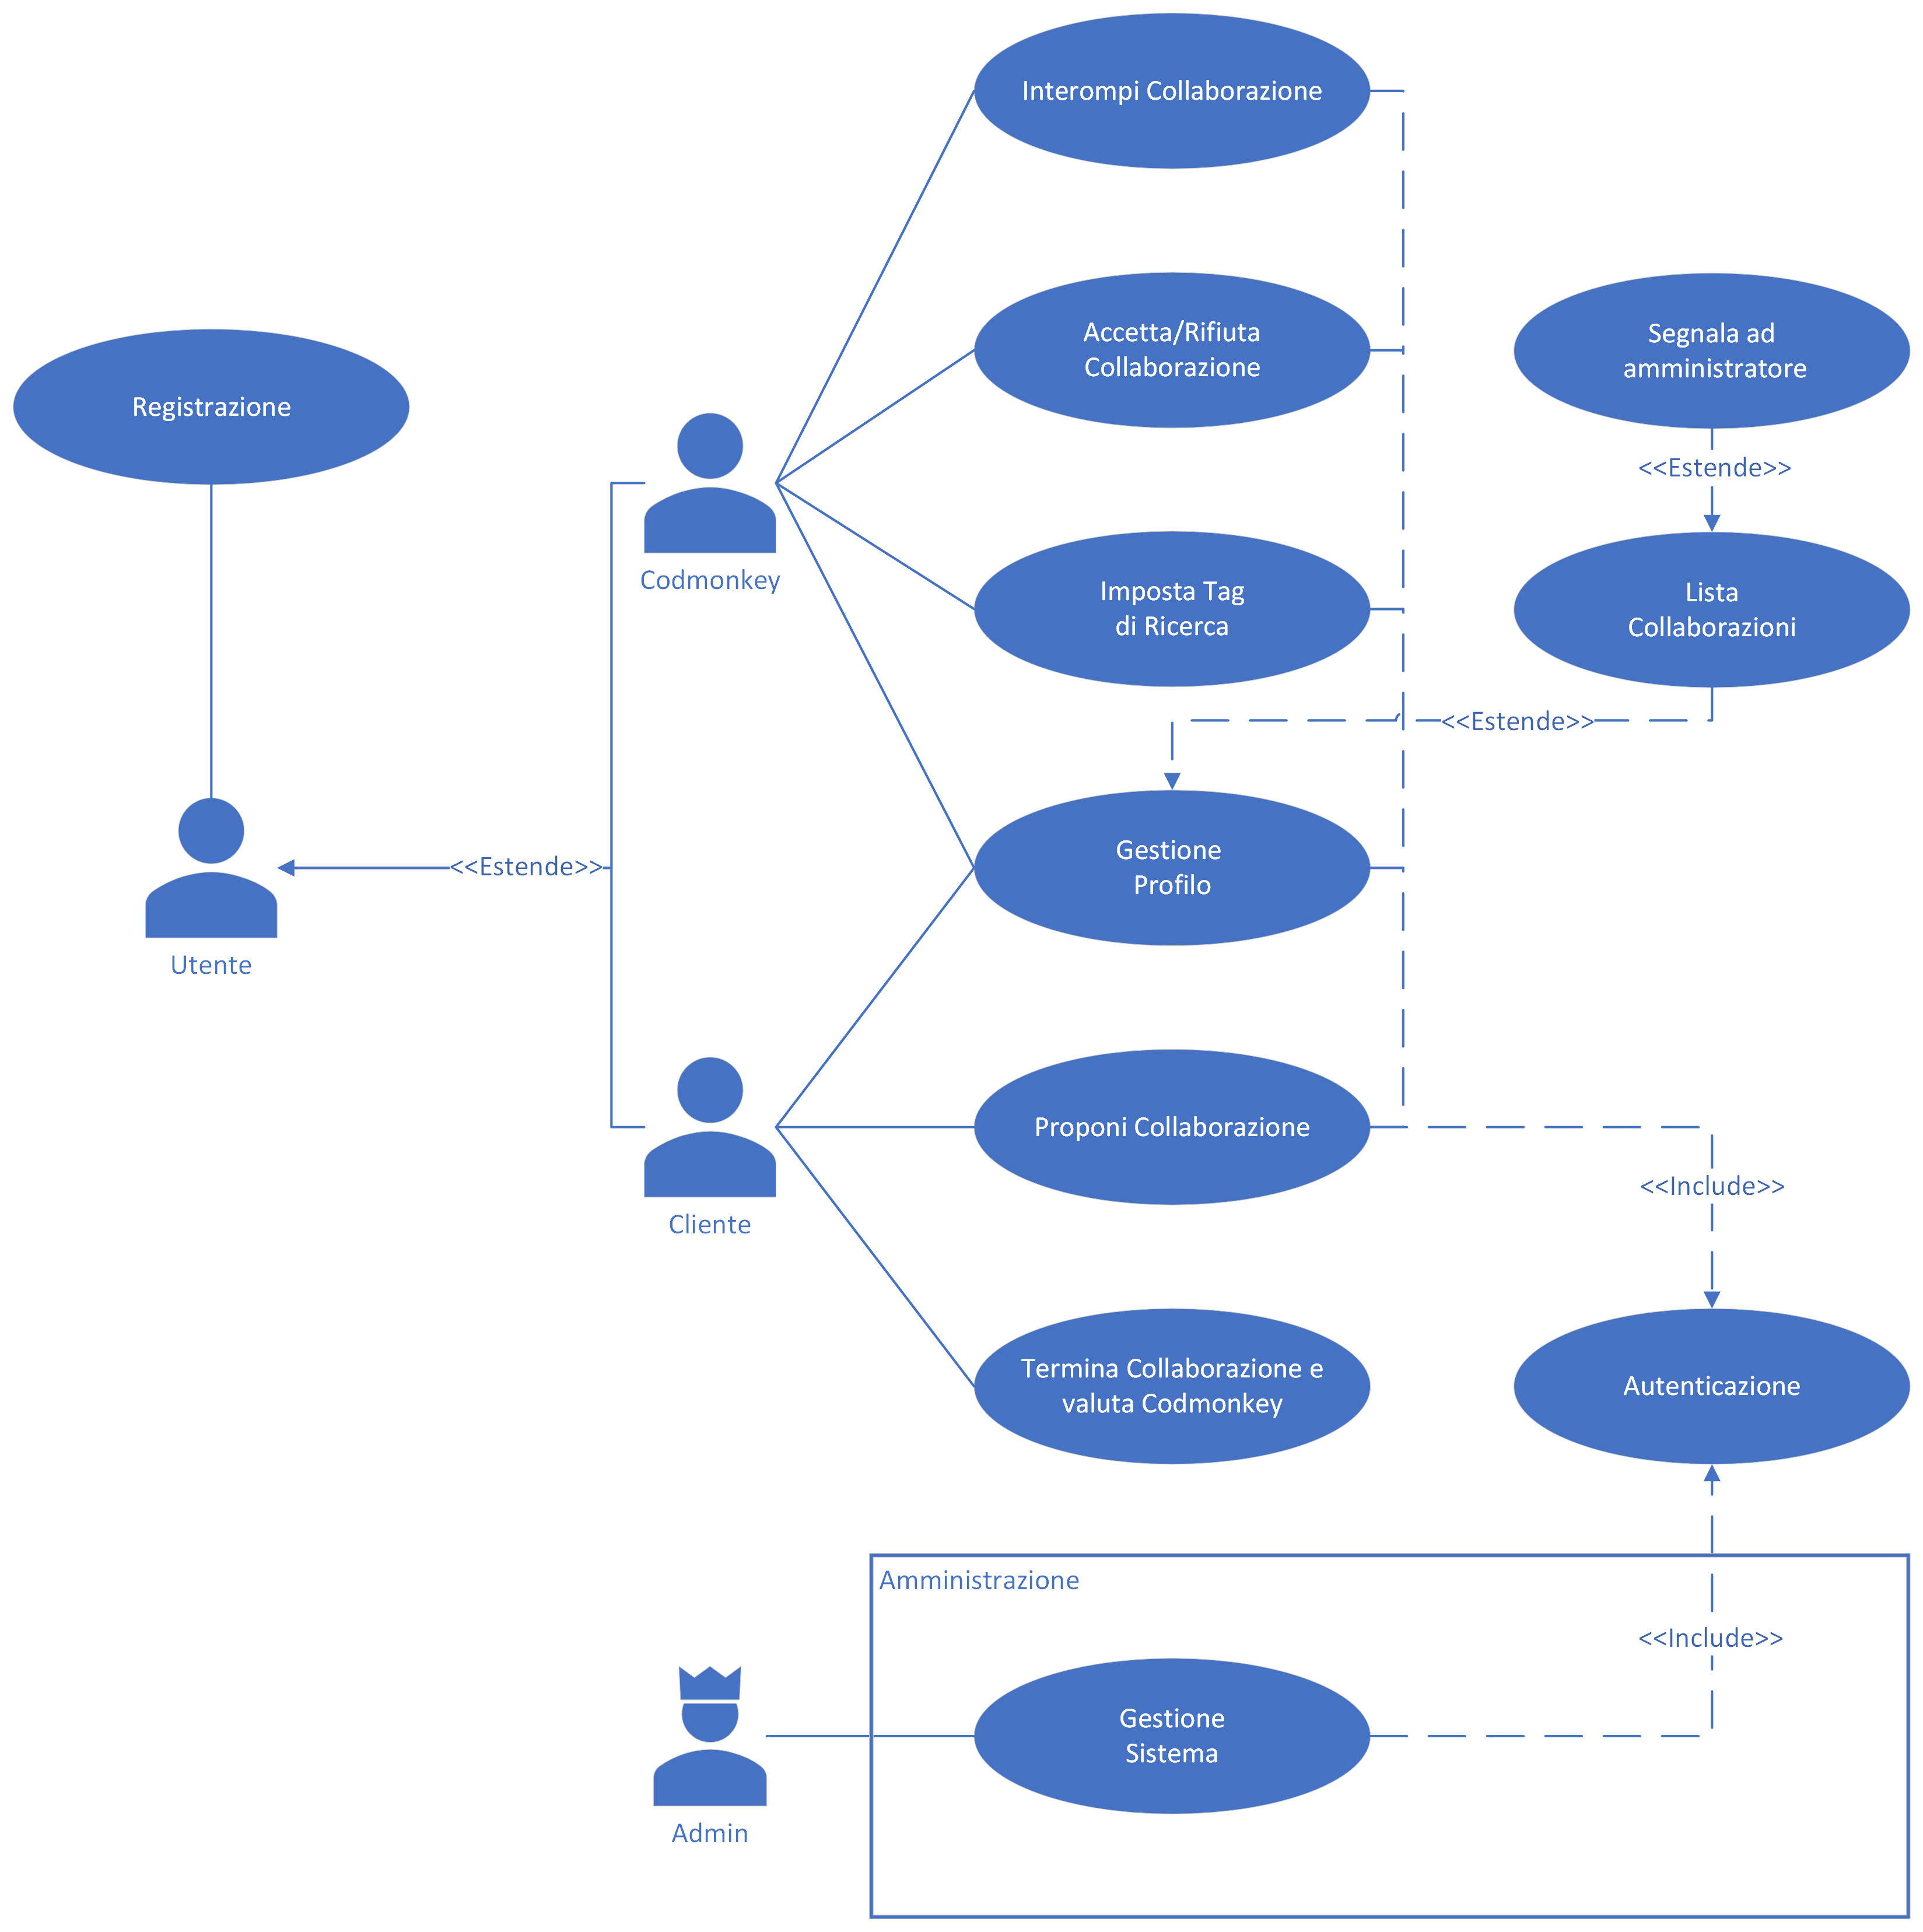 Interompi Collaborazione
Accetta/Rifiuta
Collaborazione
Segnala ad
amministratore
Registrazione
<<Estende>>
Codmonkey
Imposta Tag
di Ricerca
Lista
Collaborazioni
<<Estende>>
Gestione
Profilo
<<Estende>>
Utente
Proponi Collaborazione
<<Include>>
Cliente
Termina Collaborazione e
valuta Codmonkey
Autenticazione
Amministrazione
<<Include>>
Gestione
Sistema
Admin